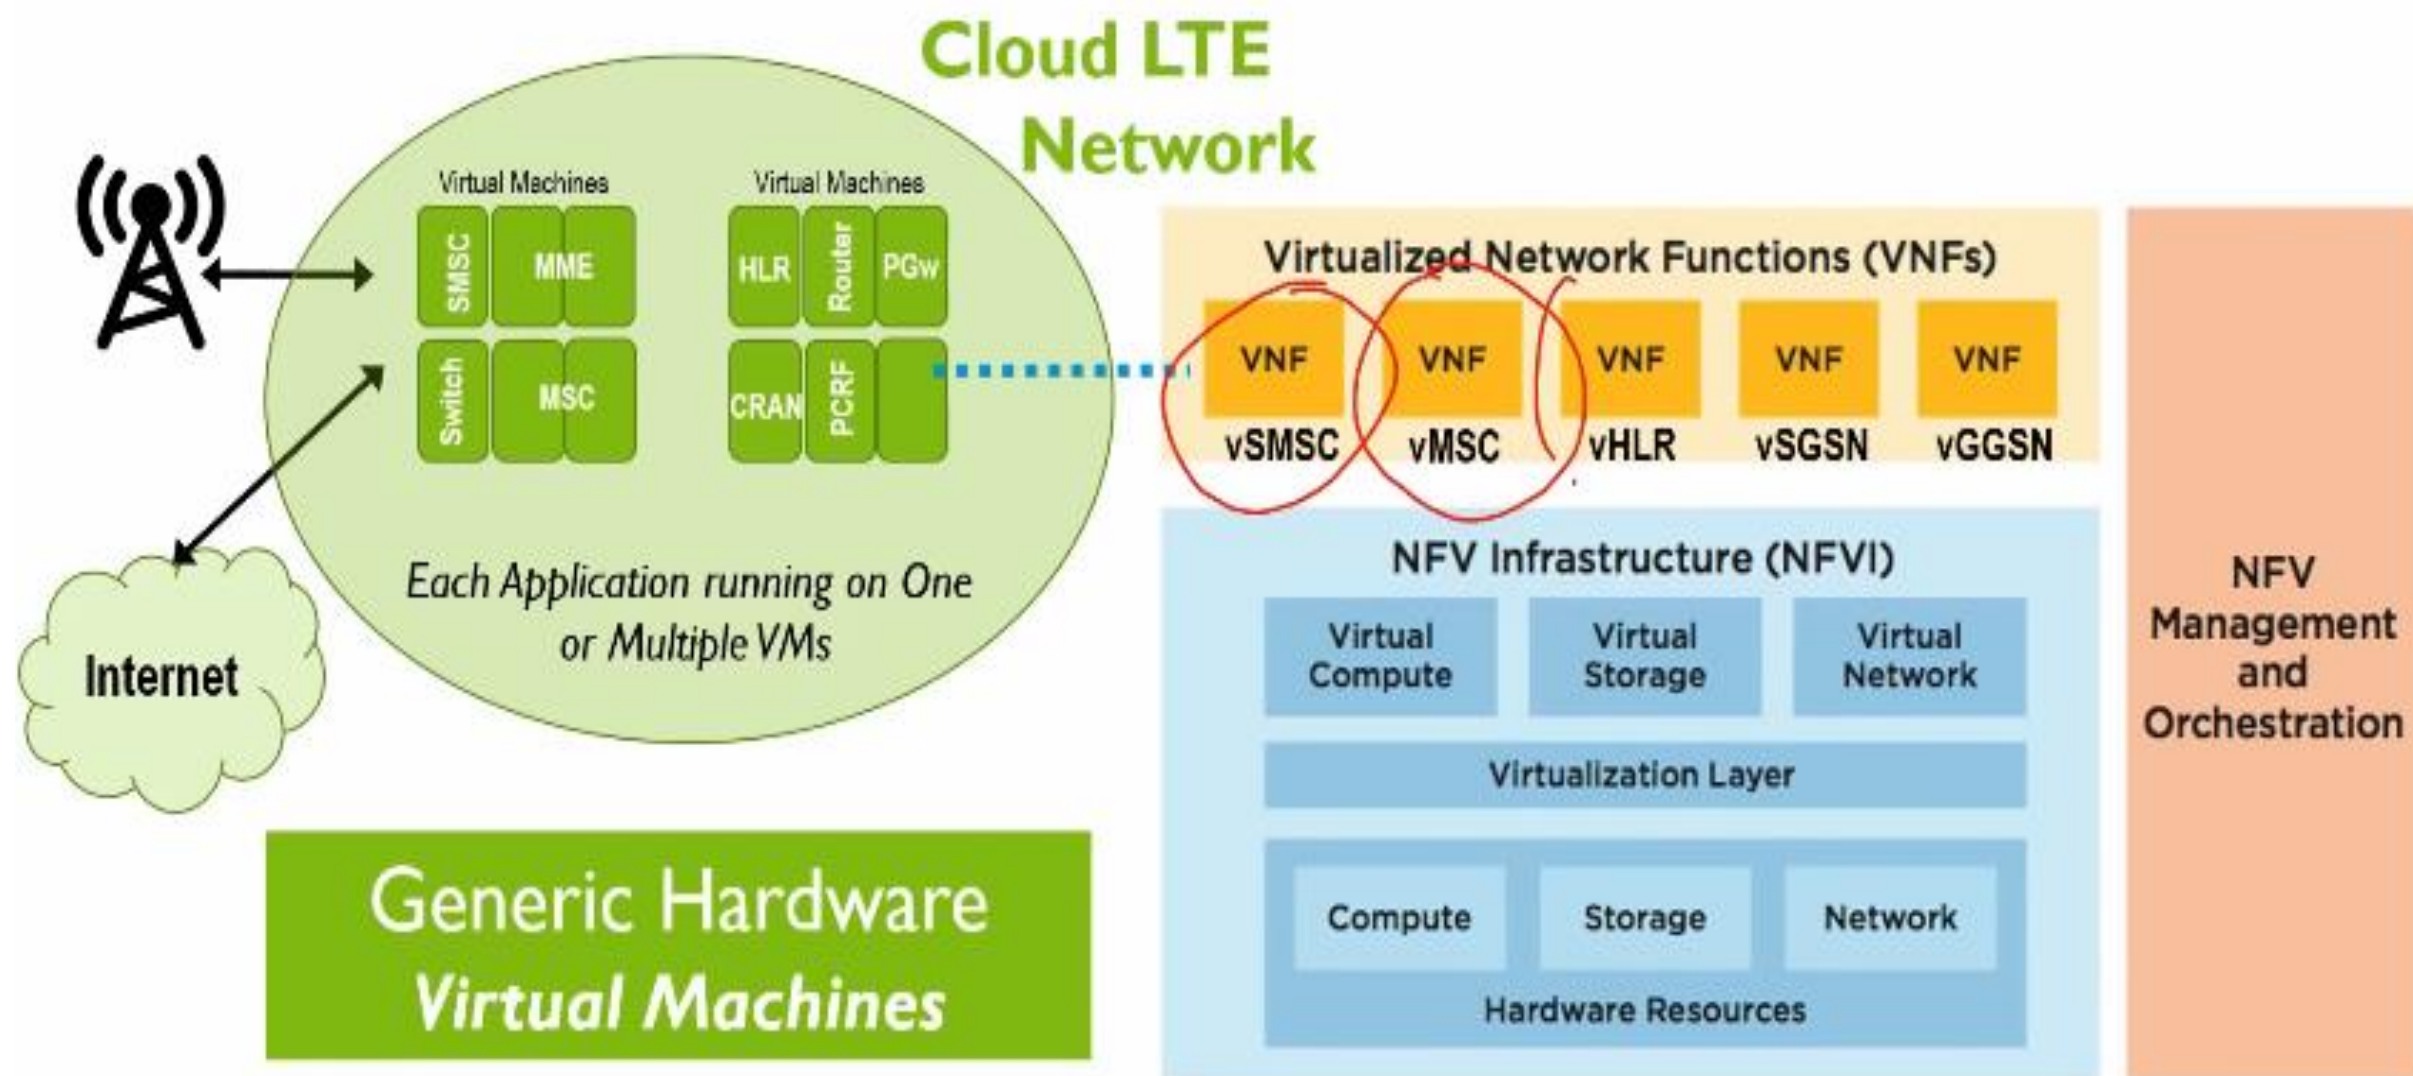 Cloud LTE
Network
Virtual Machines
SMSC
MME
Switch
MSC
Virtual Machines
HLR
Router
PGw
CRAN
PCRF
Each Application running on One
or Multiple VMs
Internet
Generic Hardware
Virtual Machines
Virtualized Network Functions (VNFs)
VNF VNF VNF VNF VNF
vSMSC vMSC vHLR vSGSN vGGSN
NFV Infrastructure (NFVI)
Virtual
Compute
Virtual
Storage
Virtual
Network
Virtualization Layer
Compute
Storage
Network
Hardware Resources
NFV
Management
and
Orchestration